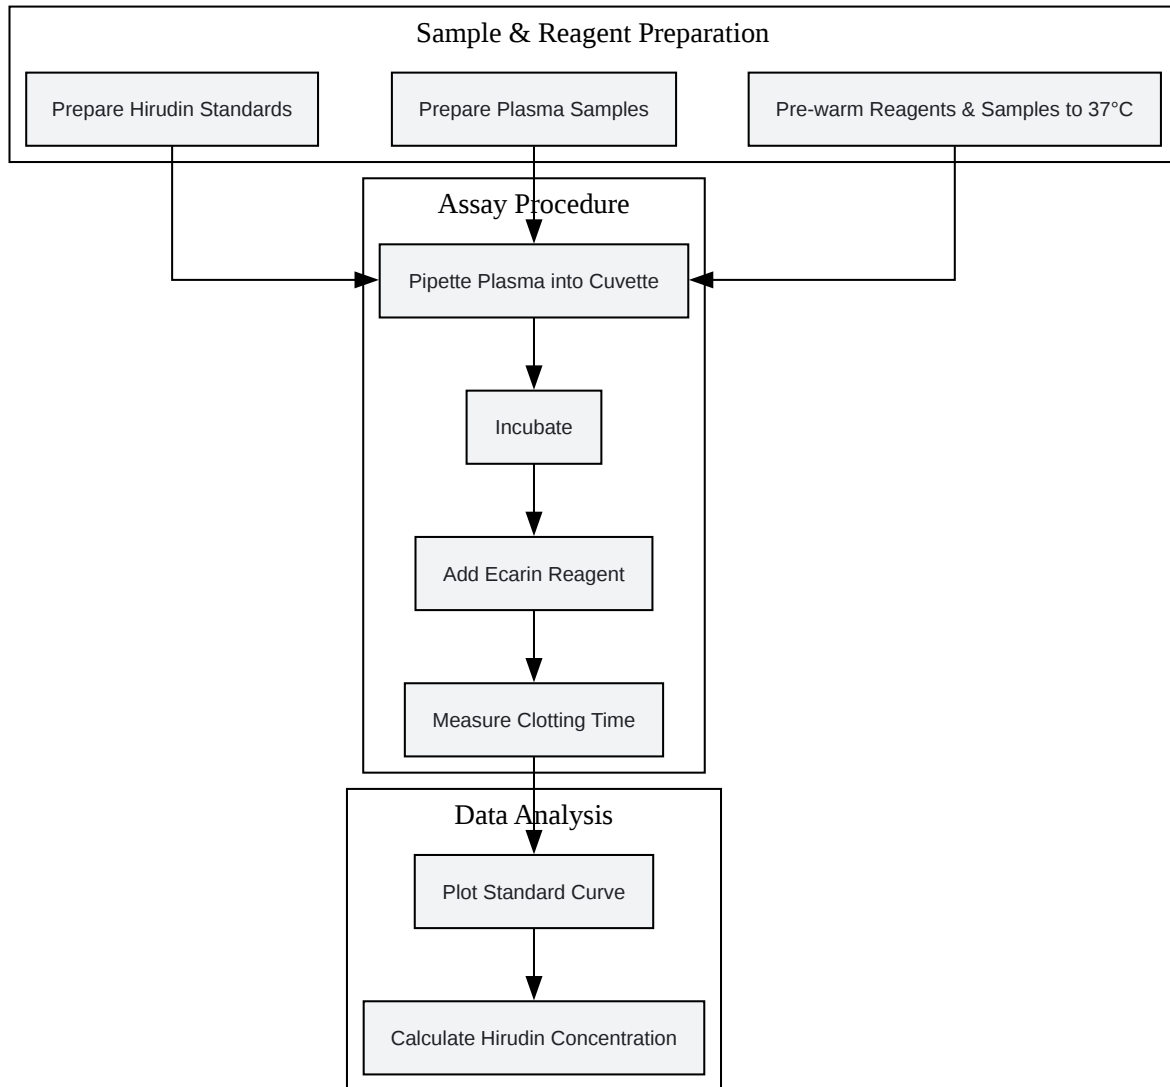 Sample & Reagent Preparation
Prepare Hirudin Standards
Prepare Plasma Samples
Pre-warm Reagents & Samples to 37°C
Assay Procedure
Pipette Plasma into Cuvette
Incubate
Add Ecarin Reagent
Measure Clotting Time
Data Analysis
Plot Standard Curve
Calculate Hirudin Concentration